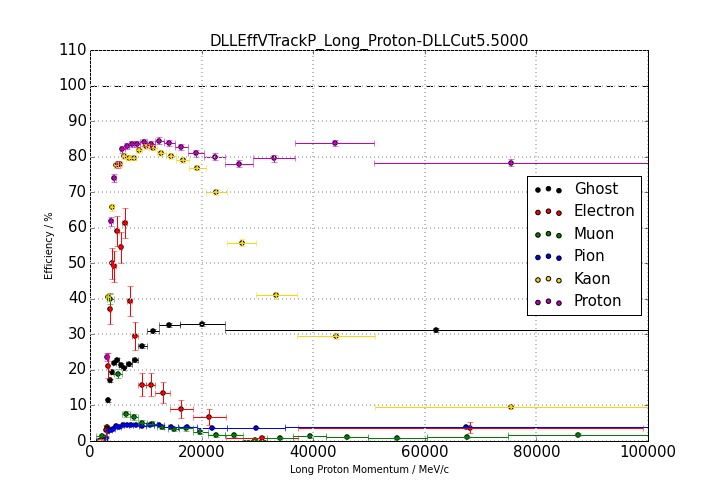 DLLEffVTrackP_Long_Proton-DLLCut5.5000
110
100
90
80
70
60
50
40
30
20
10
0
Efficiency / %
Ghost
Electron
Muon
Pion
Kaon
Proton
0 20000 40000 60000 80000 100000
Long Proton Momentum / MeV/c